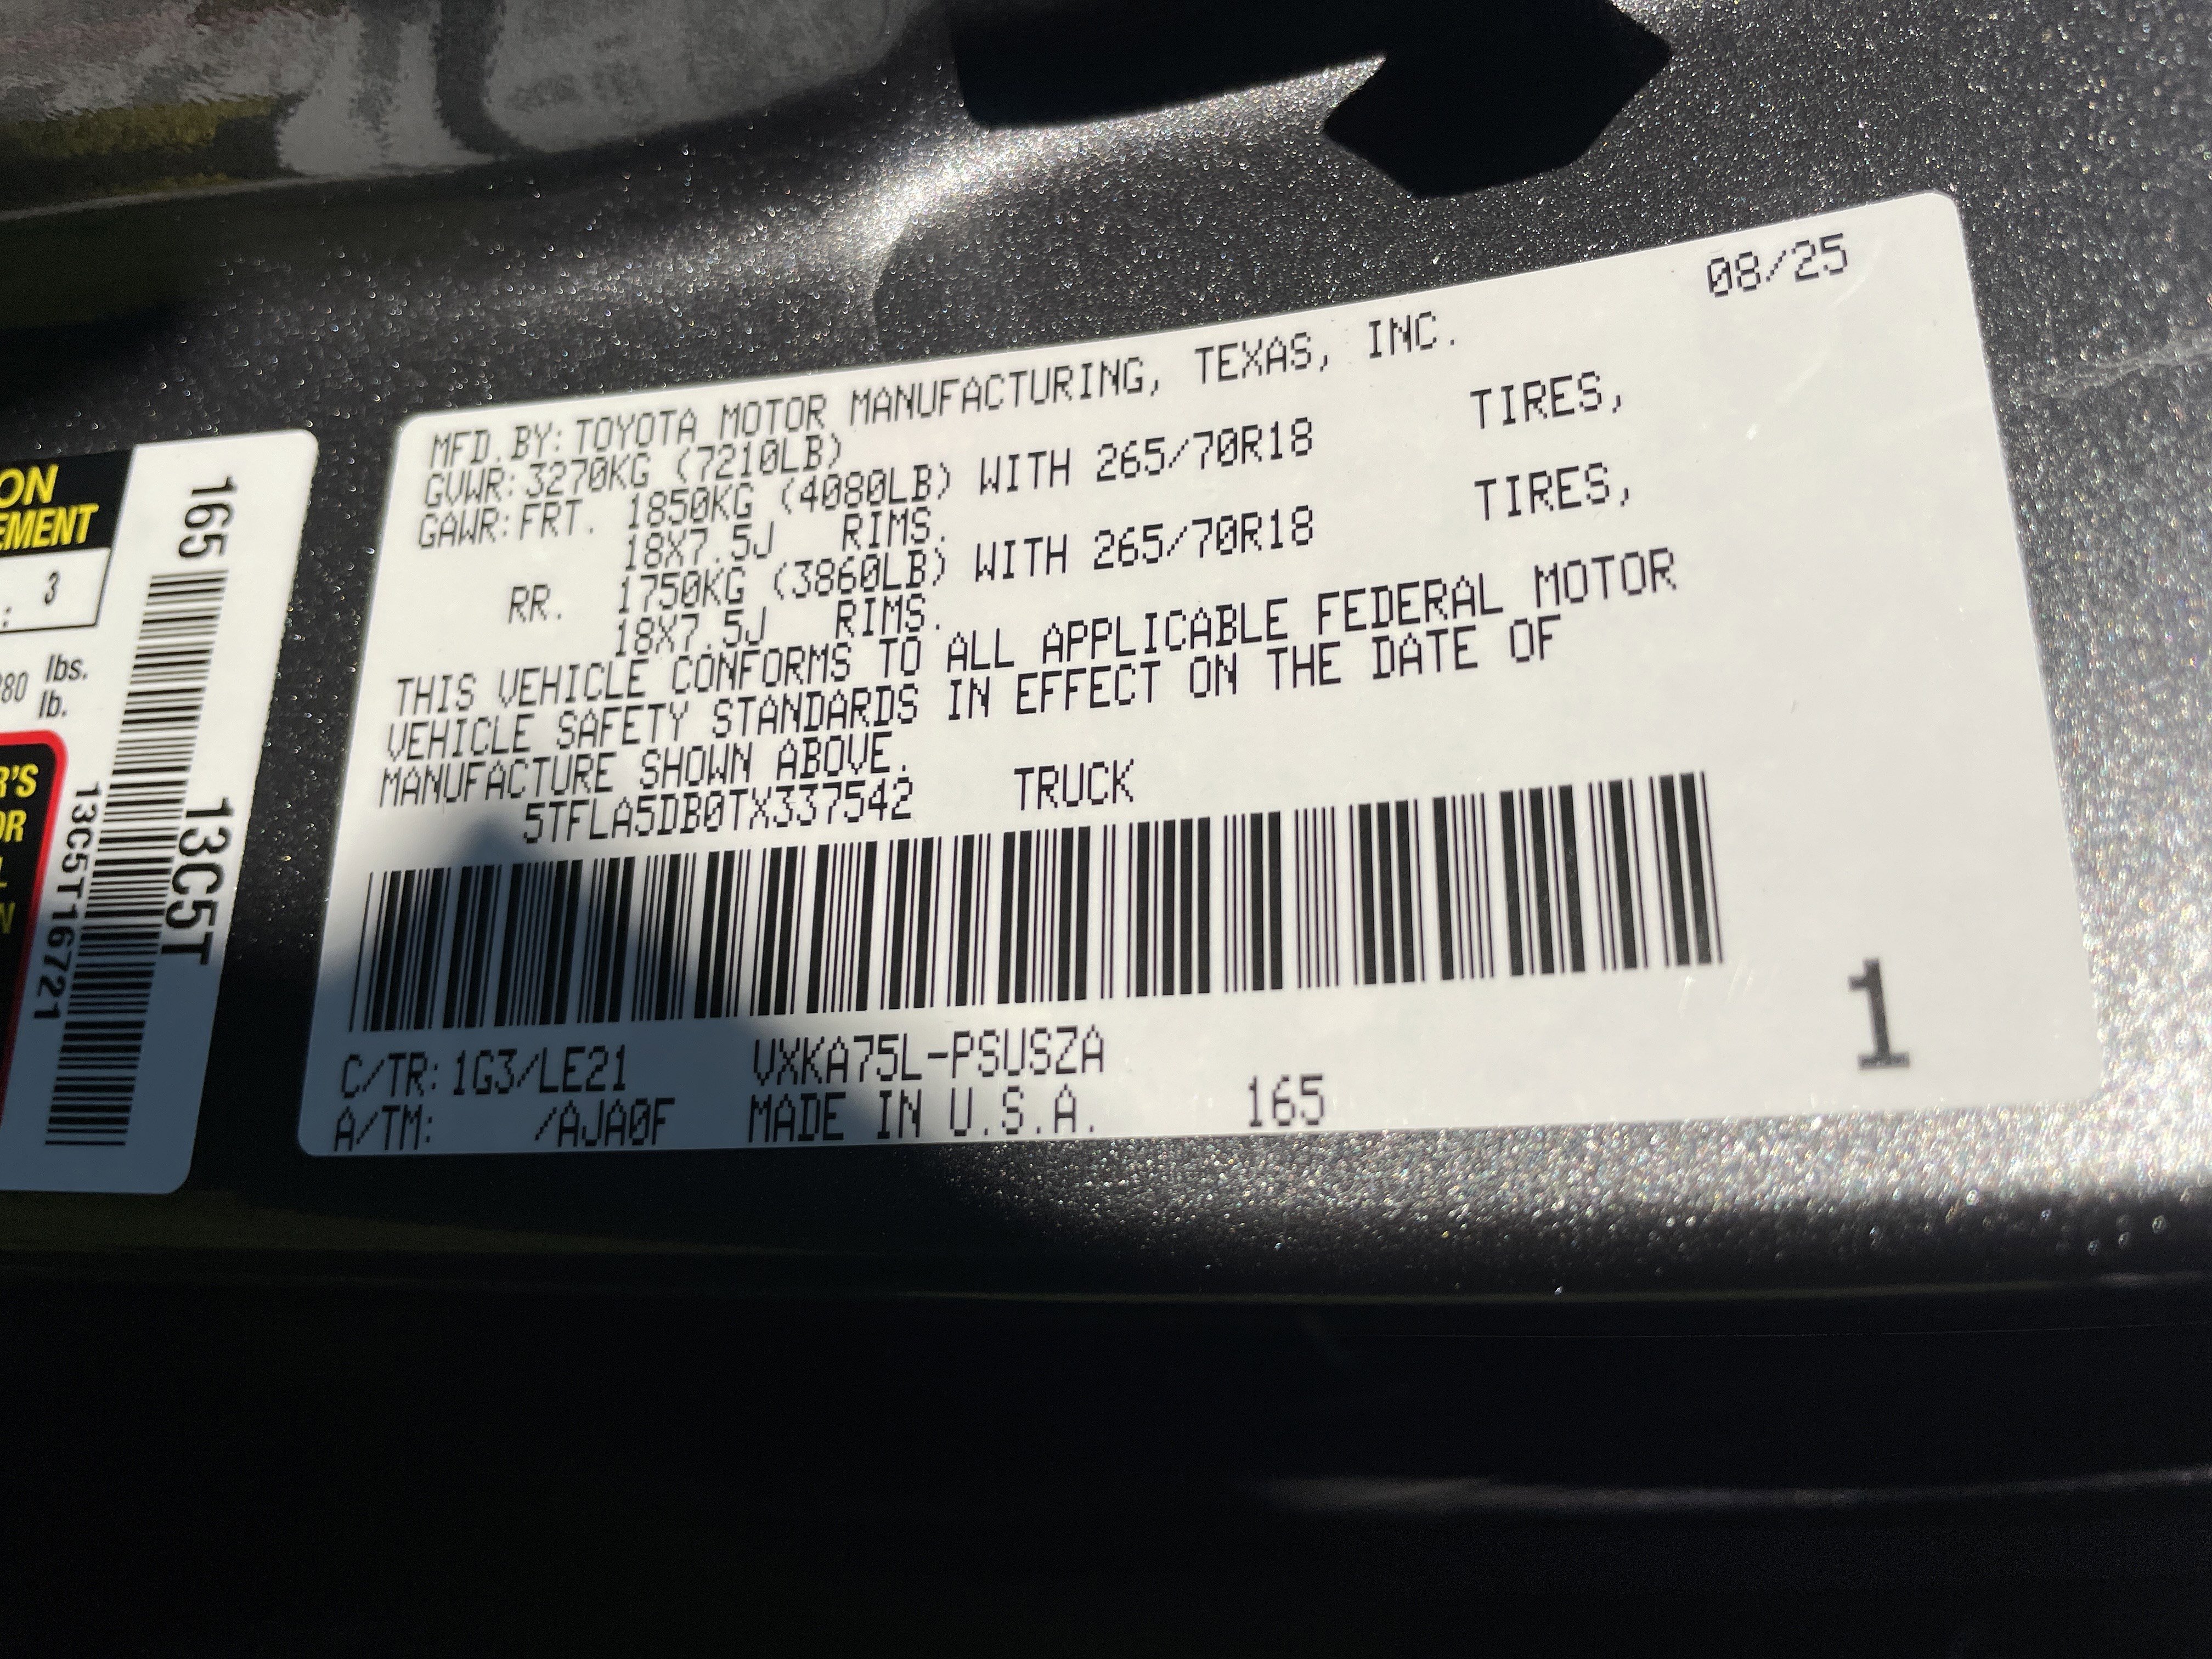 ON
EMENT
: 3
80 lbs.
lb.
R'S
OR
L
N
165
13C5T
13C5T16721
08/25
MFD.BY:TOYOTA MOTOR MANUFACTURING, TEXAS, INC.
GVWR:3270KG (7210LB)
GAWR:FRT. 1850KG (4080LB) WITH 265/70R18 TIRES,
18X7.5J RIMS.
RR. 1750KG (3860LB) WITH 265/70R18 TIRES,
18X7.5J RIMS.
THIS VEHICLE CONFORMS TO ALL APPLICABLE FEDERAL MOTOR
VEHICLE SAFETY STANDARDS IN EFFECT ON THE DATE OF
MANUFACTURE SHOWN ABOVE.
5TFLA5DB0TX337542 TRUCK
C/TR:1G3/LE21 VXKA75L-PSUSZA
A/TM: /AJA0F MADE IN U.S.A. 165
1